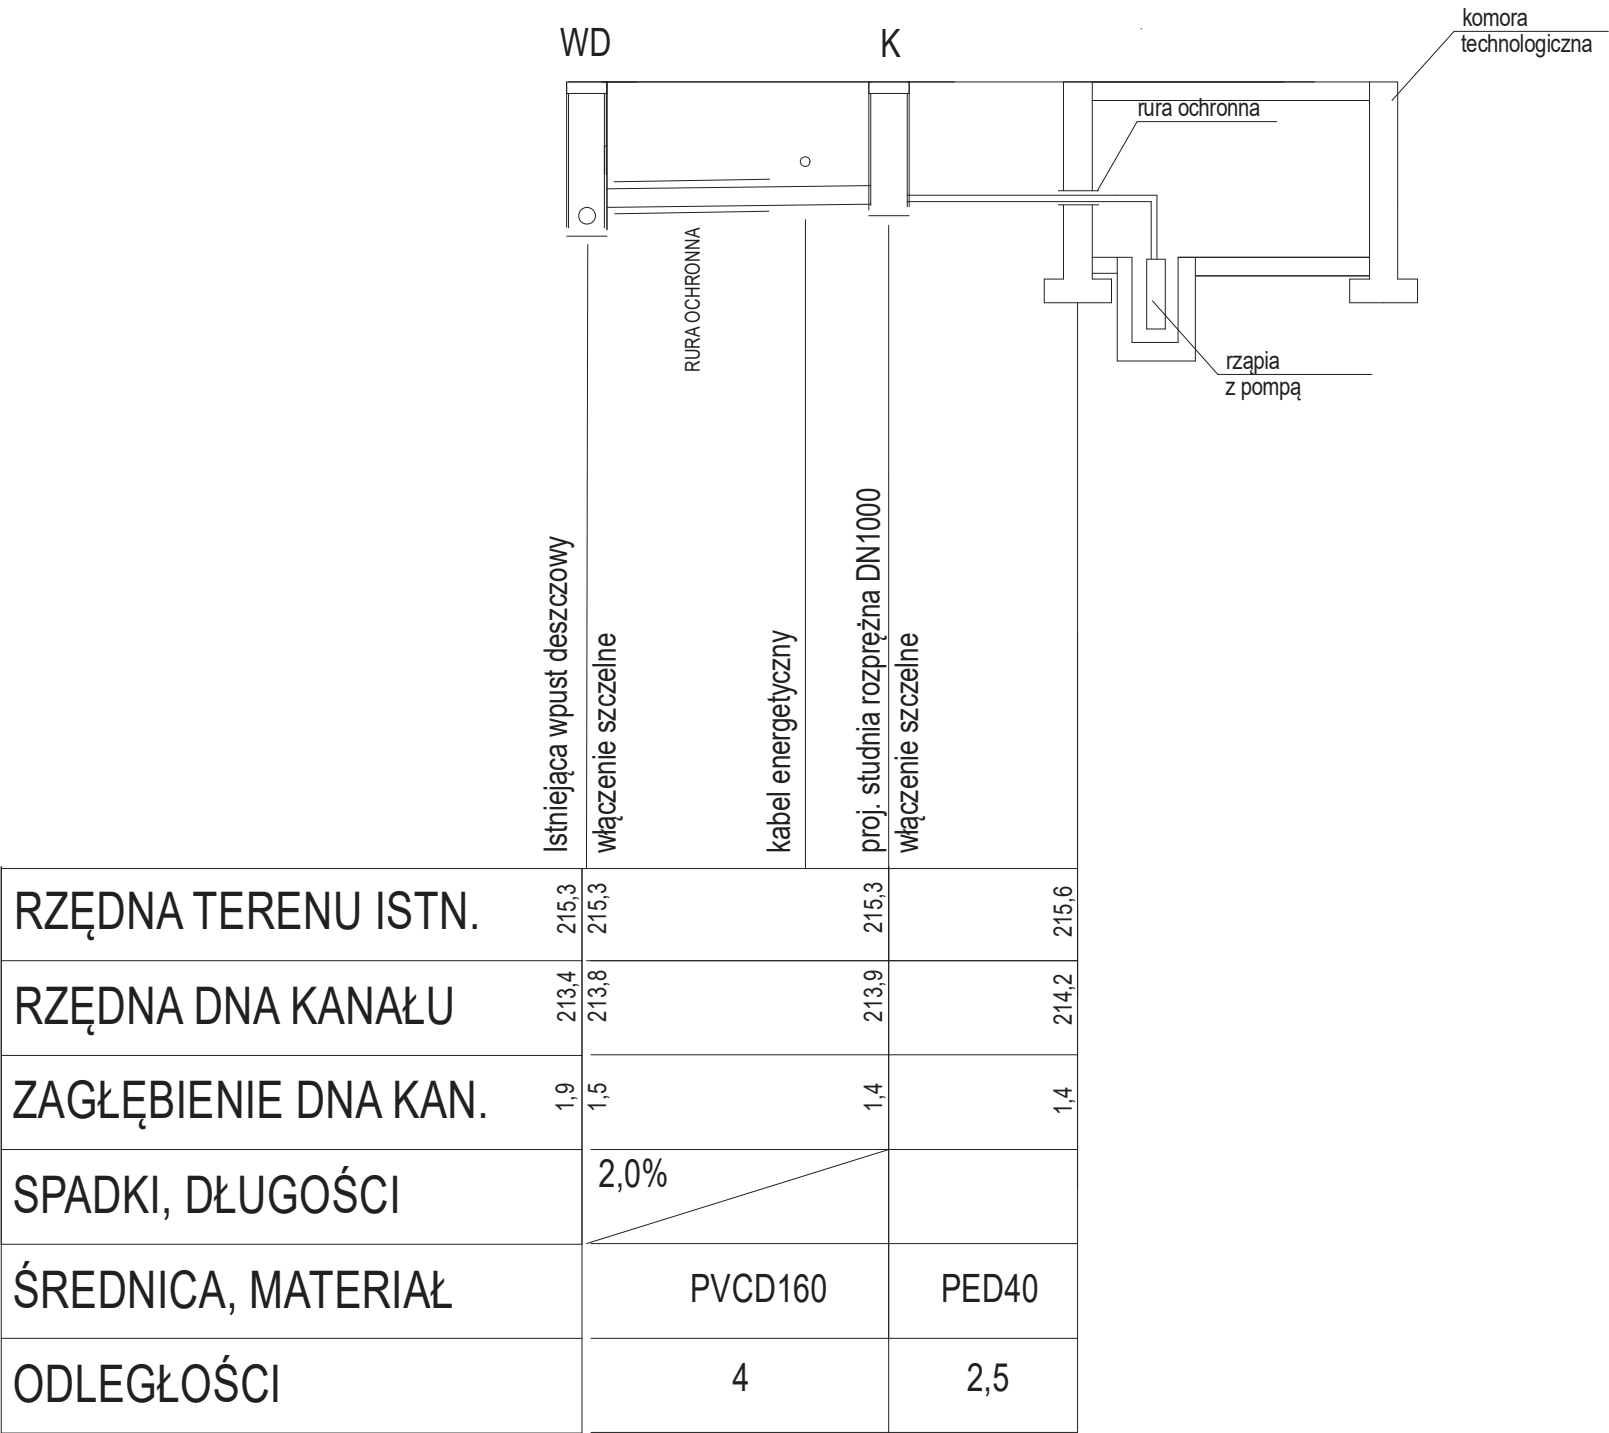 WD
K
komora
technologiczna
rura ochronna
RURA OCHRONNA
rząpia
z pompą
Istniejąca wpust deszczowy
włączenie szczelne
kabel energetyczny
proj. studnia rozprężna DN1000
włączenie szczelne
RZĘDNA TERENU ISTN. 215,3 215,3 215,3 215,6
RZĘDNA DNA KANAŁU 213,4 213,8 213,9 214,2
ZAGŁĘBIENIE DNA KAN. 1,9 1,5 1,4 1,4
SPADKI, DŁUGOŚCI 2,0%
ŚREDNICA, MATERIAŁ PVCD160 PED40
ODLEGŁOŚCI 4 2,5